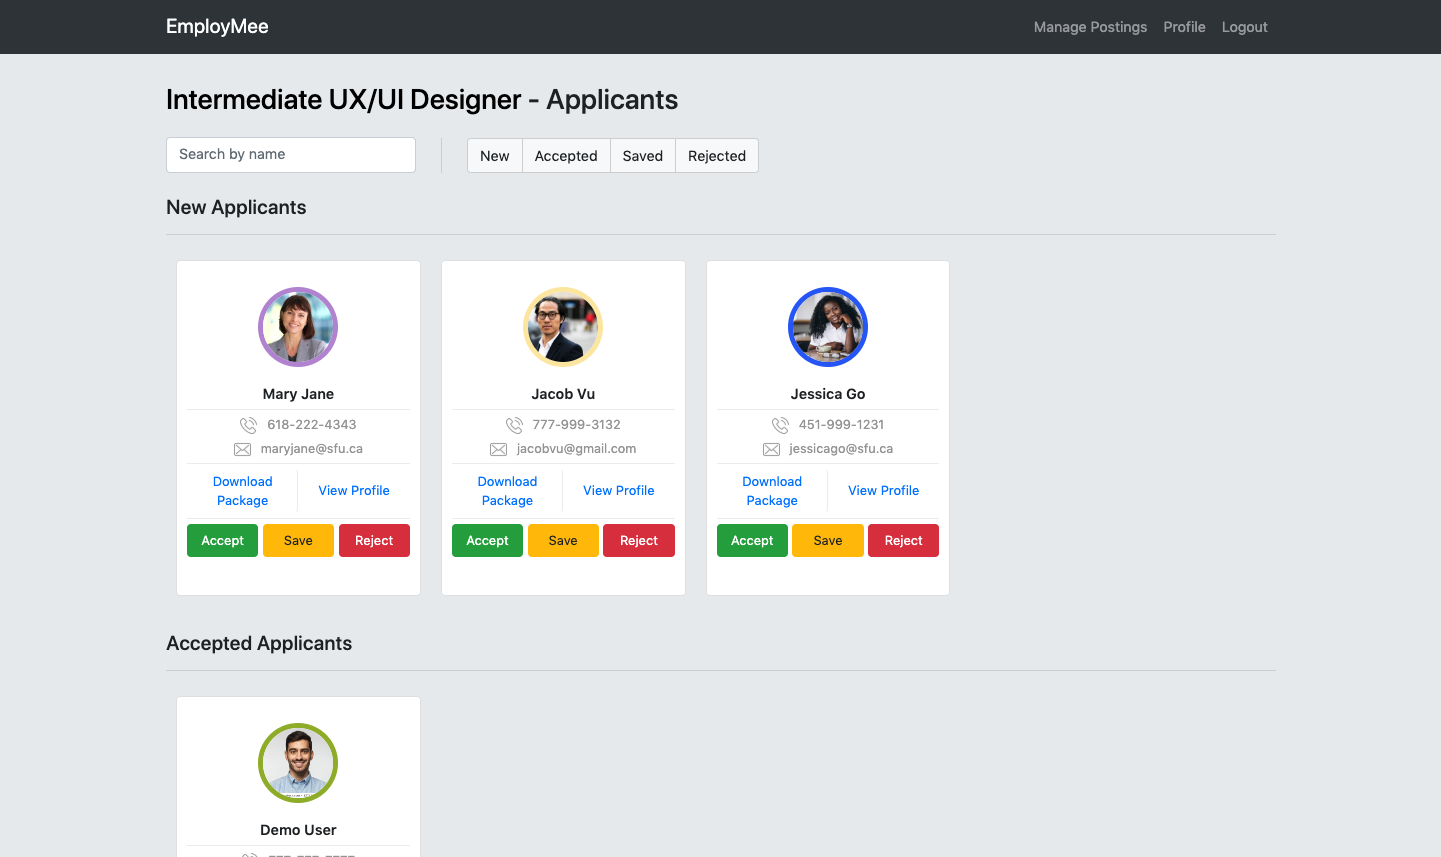 EmployMee
Manage Postings Profile Logout
Intermediate UX/UI Designer - Applicants
Search by name
New Accepted Saved Rejected
New Applicants
Mary Jane
618-222-4343
maryjane@sfu.ca
Download
Package
View Profile
Accept Save Reject
Jacob Vu
777-999-3132
jacobvu@gmail.com
Download
Package
View Profile
Accept Save Reject
Jessica Go
451-999-1231
jessicago@sfu.ca
Download
Package
View Profile
Accept Save Reject
Accepted Applicants
Demo User